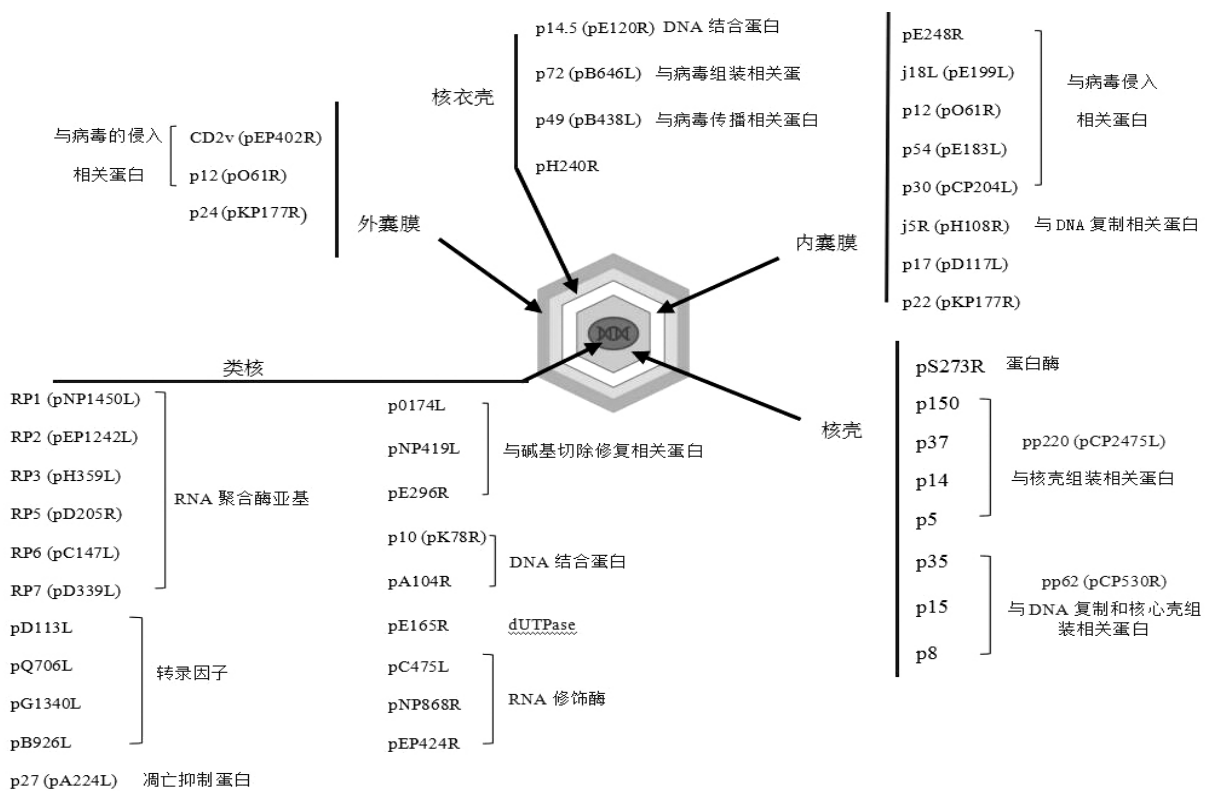 核衣壳
p14.5 (pE120R) DNA 结合蛋白
p72 (pB646L) 与病毒组装相关蛋
p49 (pB438L) 与病毒传播相关蛋白
pH240R
与病毒的侵入
相关蛋白
CD2v (pEP402R)
p12 (pO61R)
p24 (pKP177R)
外囊膜
内囊膜
pE248R
j18L (pE199L)
p12 (pO61R)
p54 (pE183L)
p30 (pCP204L)
与病毒侵入
相关蛋白
j5R (pH108R) 与 DNA 复制相关蛋白
p17 (pD117L)
p22 (pKP177R)
类核
RP1 (pNP1450L)
RP2 (pEP1242L)
RP3 (pH359L)
RP5 (pD205R)
RP6 (pC147L)
RP7 (pD339L)
RNA 聚合酶亚基
pD113L
pQ706L
pG1340L
pB926L
转录因子
p27 (pA224L) 凋亡抑制蛋白
p0174L
pNP419L
pE296R
与碱基切除修复相关蛋白
p10 (pK78R)
pA104R
DNA 结合蛋白
pE165R dUTPase
pC475L
pNP868R
pEP424R
RNA 修饰酶
核壳
pS273R 蛋白酶
p150
p37
p14
p5
pp220 (pCP2475L)
与核壳组装相关蛋白
p35
p15
p8
pp62 (pCP530R)
与 DNA 复制和核心壳组
装相关蛋白